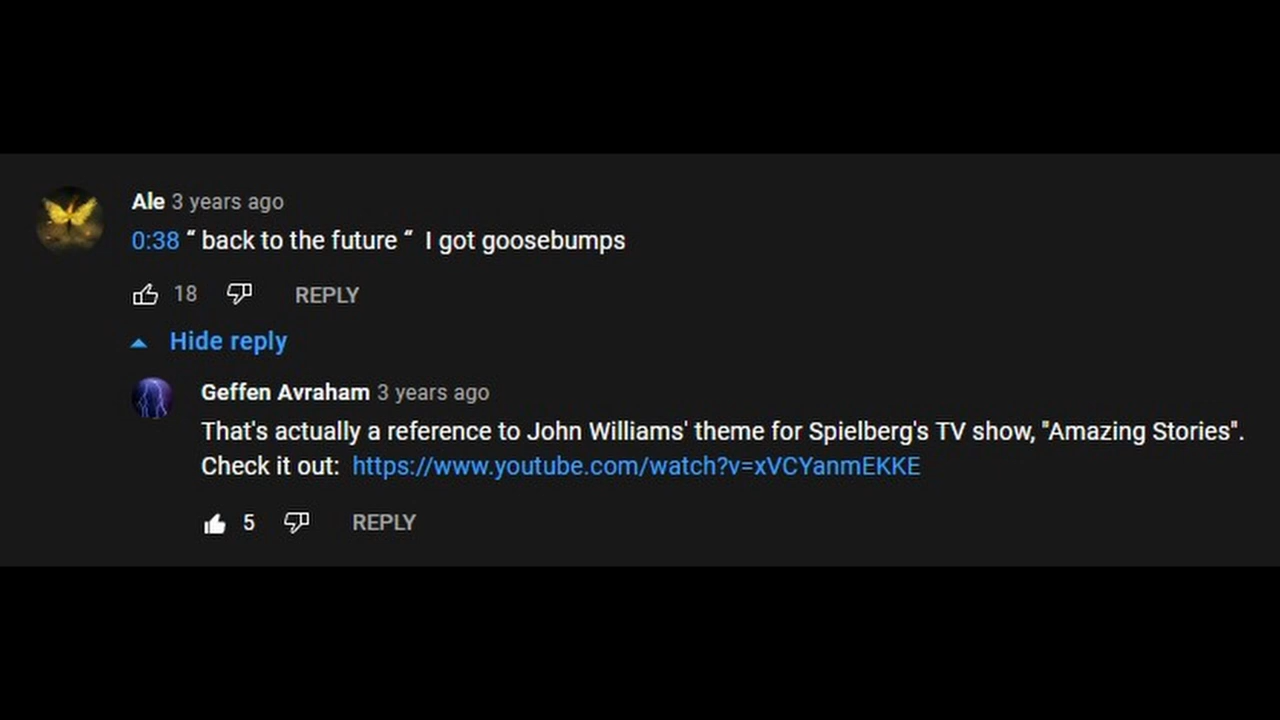 Ale 3 years ago
0:38 “ back to the future “ I got goosebumps
18 REPLY
Hide reply
Geffen Avraham 3 years ago
That's actually a reference to John Williams' theme for Spielberg's TV show, "Amazing Stories".
Check it out: https://www.youtube.com/watch?v=xVCYanmEKKE
5 REPLY